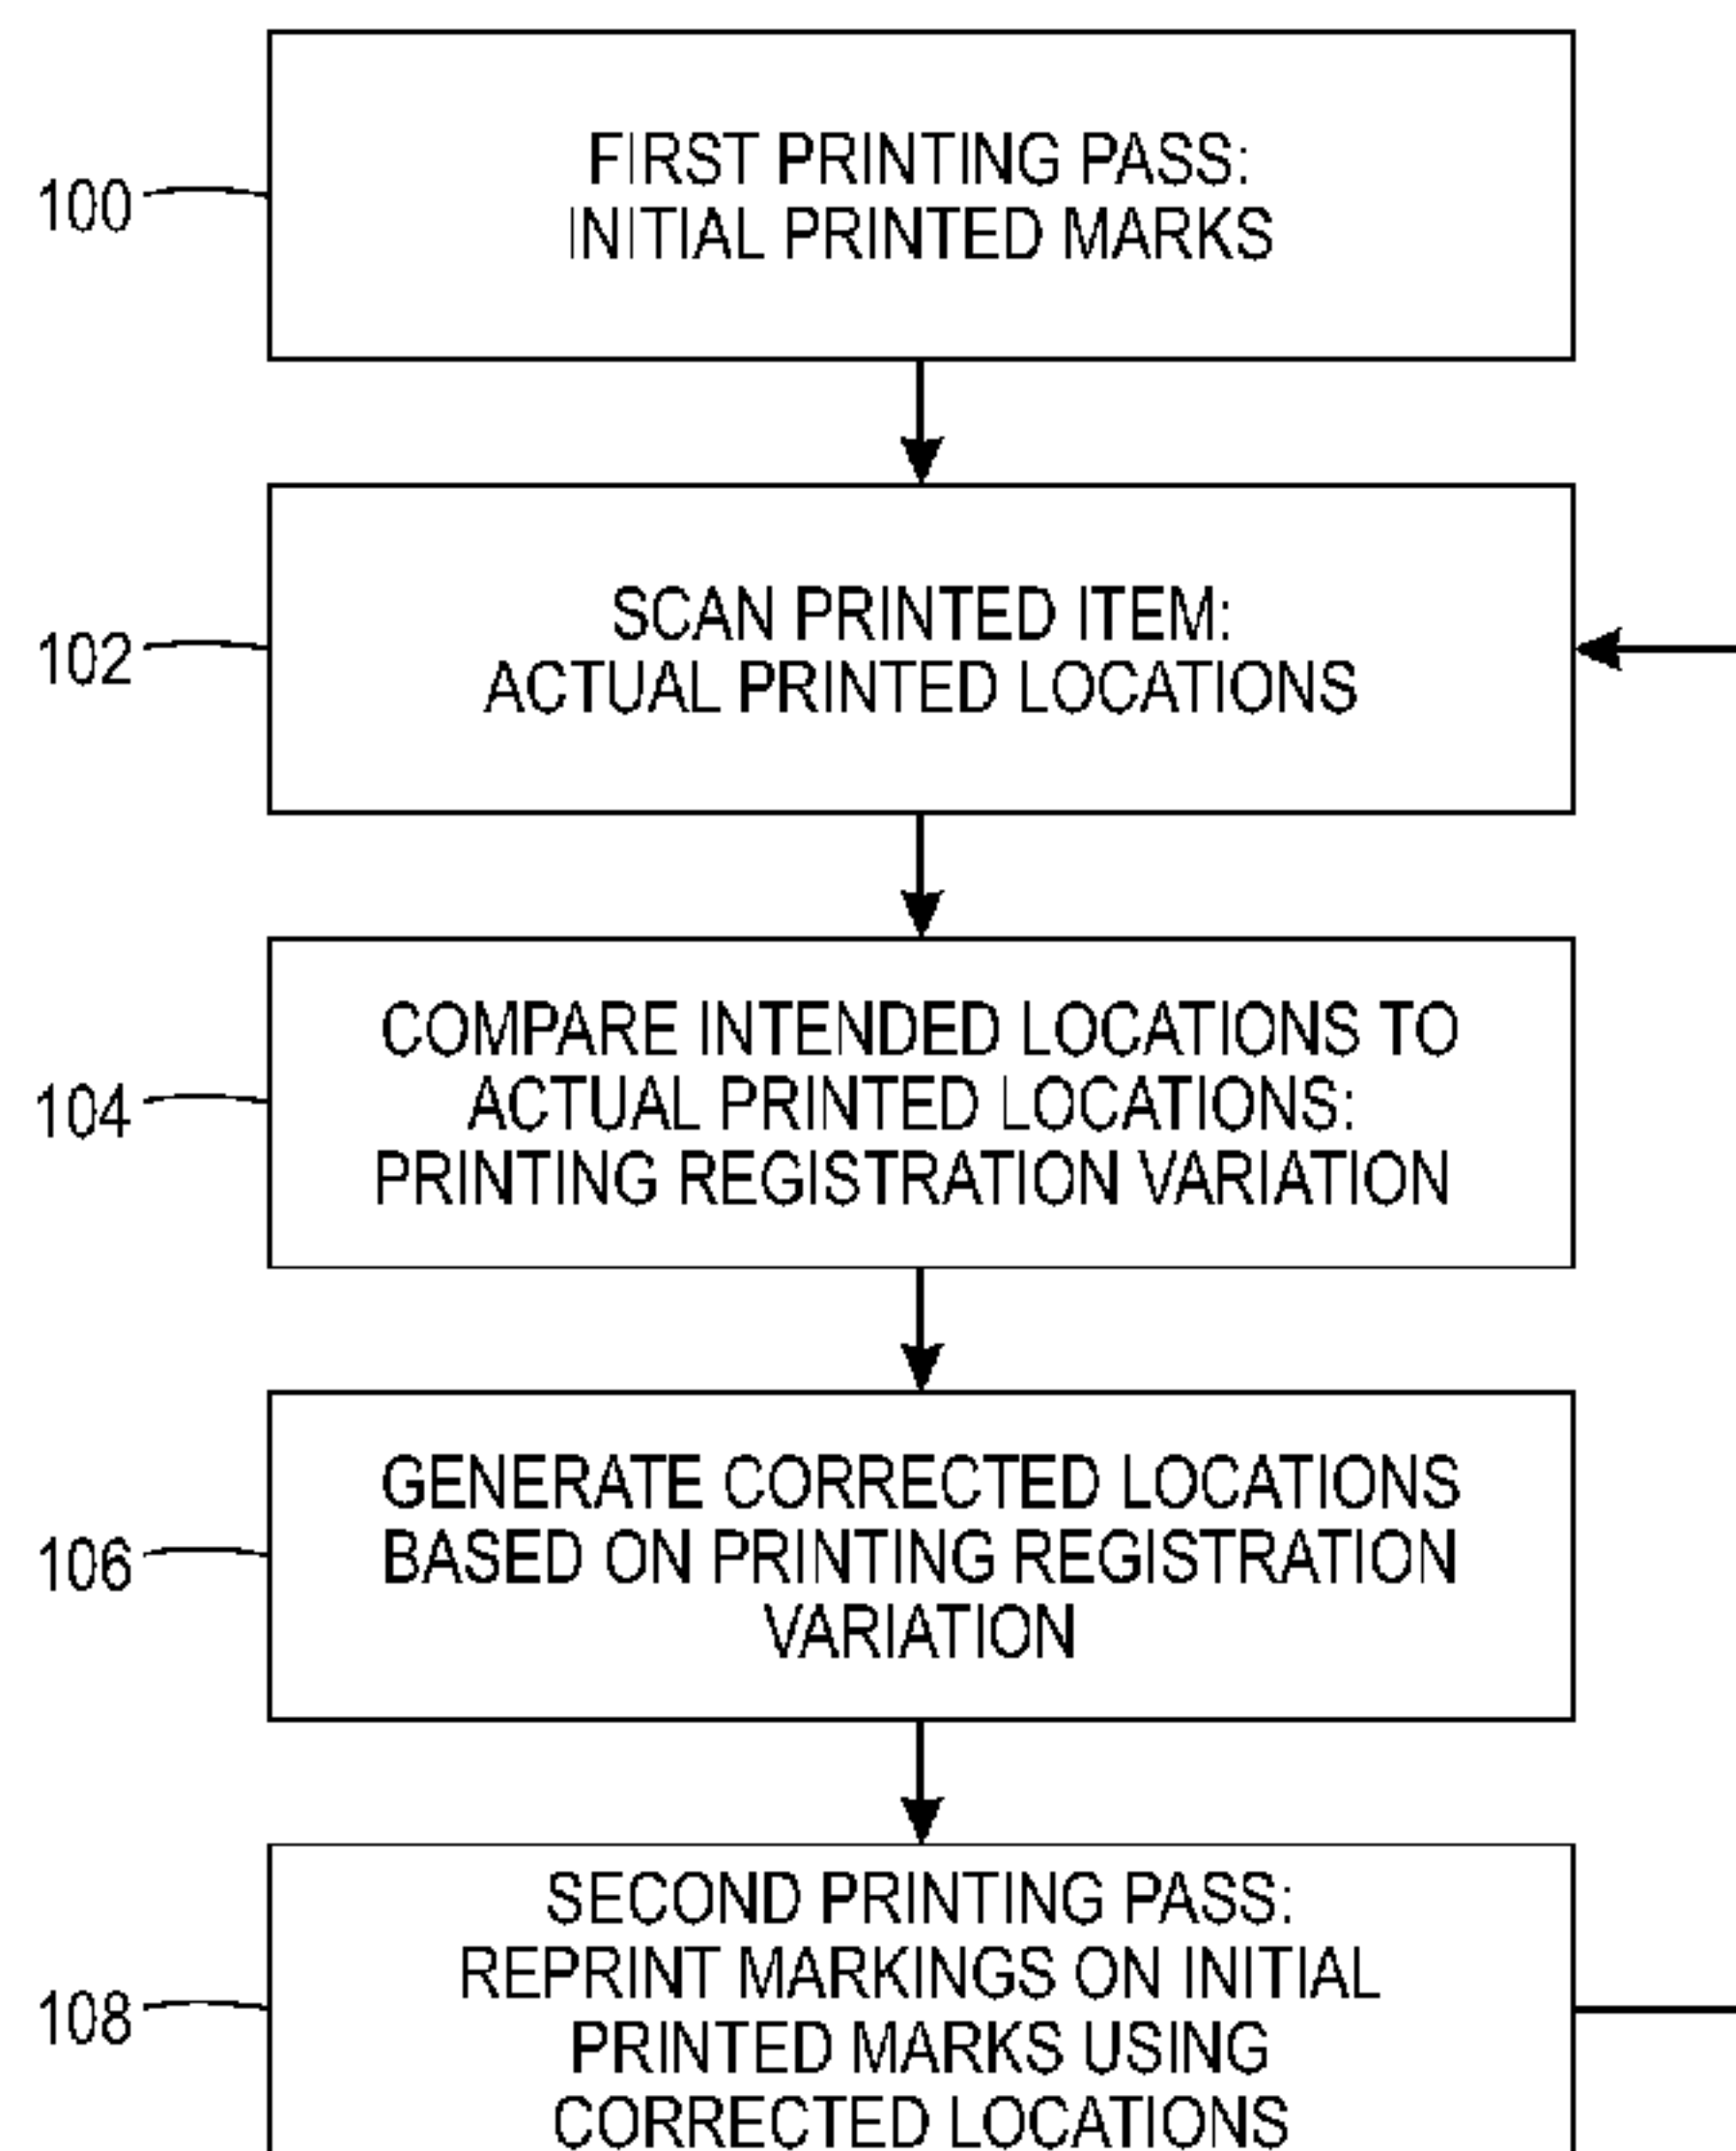 100
FIRST PRINTING PASS:
INITIAL PRINTED MARKS
102
SCAN PRINTED ITEM:
ACTUAL PRINTED LOCATIONS
104
COMPARE INTENDED LOCATIONS TO
ACTUAL PRINTED LOCATIONS:
PRINTING REGISTRATION VARIATION
106
GENERATE CORRECTED LOCATIONS
BASED ON PRINTING REGISTRATION
VARIATION
108
SECOND PRINTING PASS:
REPRINT MARKINGS ON INITIAL
PRINTED MARKS USING
CORRECTED LOCATIONS